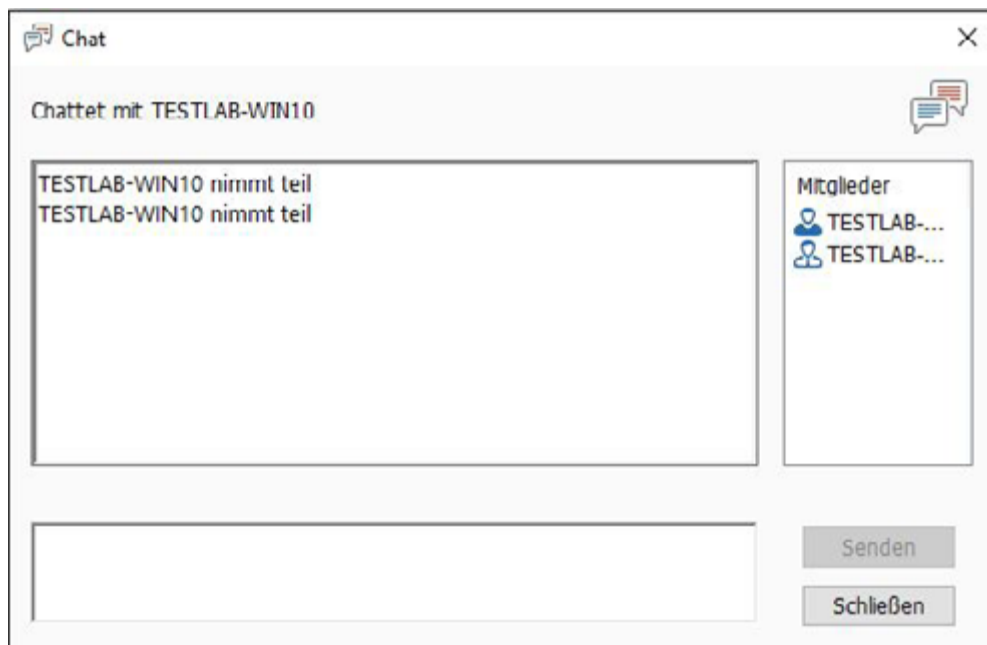 Chat
Chattet mit TESTLAB-WIN10
TESTLAB-WIN10 nimmt teil
TESTLAB-WIN10 nimmt teil
Mitglieder
TESTLAB-...
TESTLAB-...
Senden
Schließen